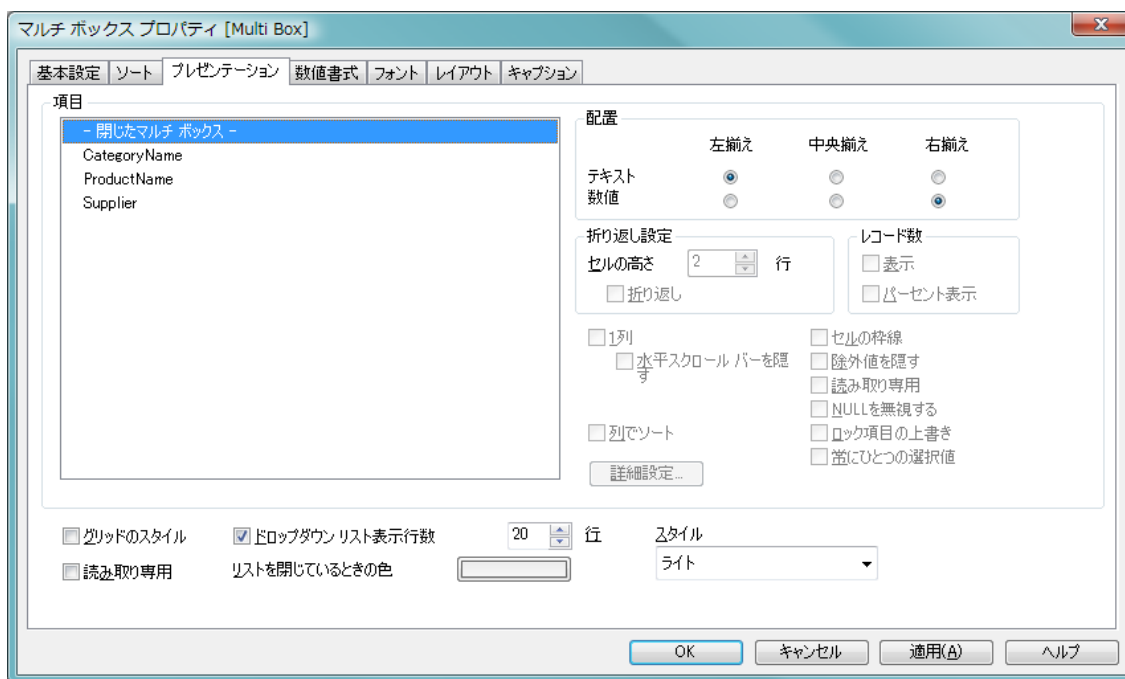 マルチ ボックス プロパティ [Multi Box]
基本設定 ソート プレゼンテーション 数値書式 フォント レイアウト キャプション
項目
- 閉じたマルチ ボックス -
CategoryName
ProductName
Supplier
配置
左揃え 中央揃え 右揃え
テキスト
数値
折り返し設定
セルの高さ 2 行
折り返し
レコード数
表示
パーセント表示
1列
水平スクロール バーを隠
す
列でソート
詳細設定...
セルの枠線
除外値を隠す
読み取り専用
NULLを無視する
ロック項目の上書き
常にひとつの選択値
グリッドのスタイル
ドロップダウン リスト表示行数 20 行
スタイル
読み取り専用
リストを閉じているときの色
ライト
OK キャンセル 適用(A) ヘルプ